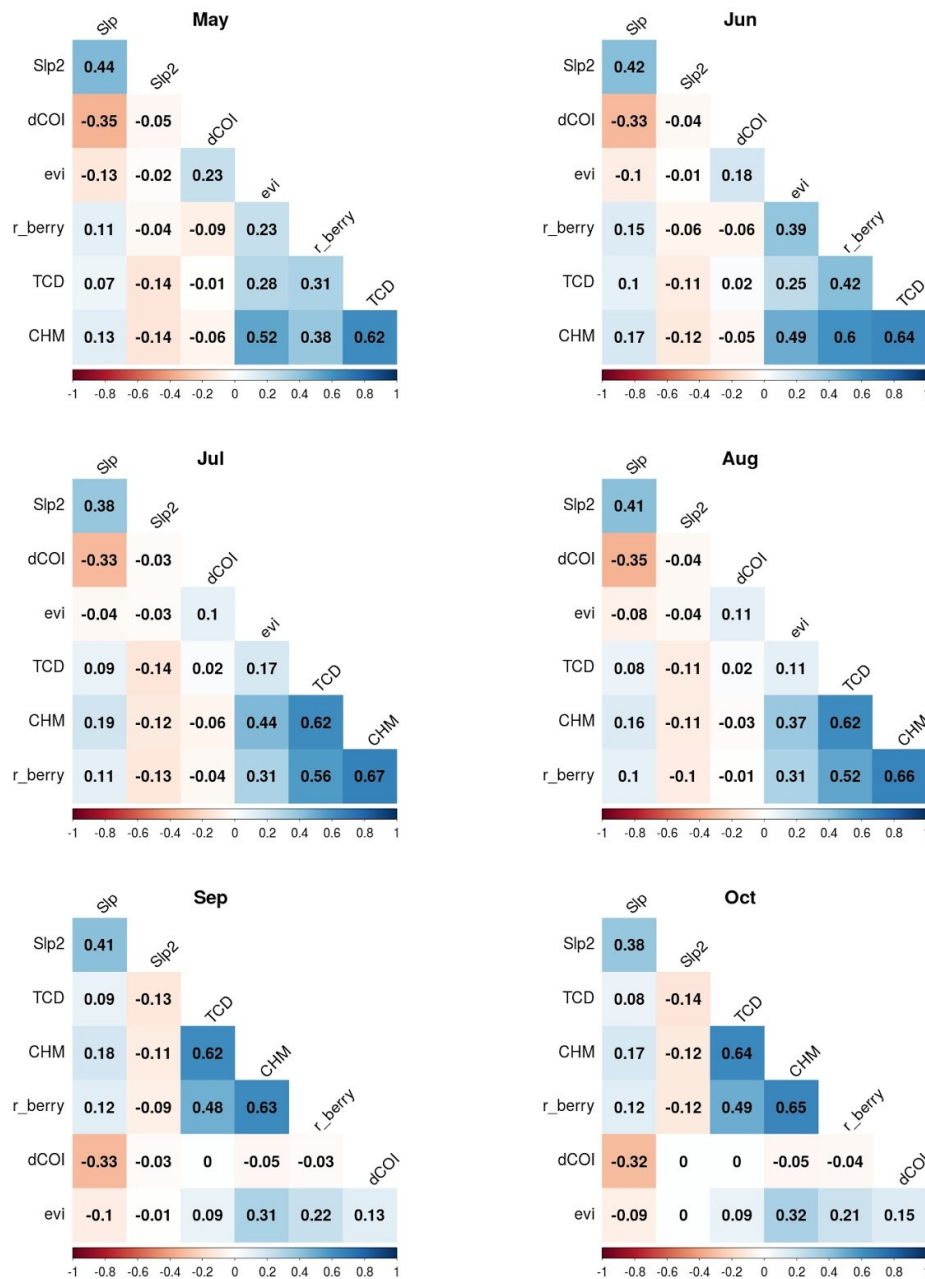 May
Slp
Slp2 0.44 Slp2
dCOI -0.35 -0.05 dCOI
evi -0.13 -0.02 0.23 evi
r_berry 0.11 -0.04 -0.09 0.23 r_berry
TCD 0.07 -0.14 -0.01 0.28 0.31 TCD
CHM 0.13 -0.14 -0.06 0.52 0.38 0.62
-1 -0.8 -0.6 -0.4 -0.2 0 0.2 0.4 0.6 0.8 1
Jun
Slp
Slp2 0.42 Slp2
dCOI -0.33 -0.04 dCOI
evi -0.1 -0.01 0.18 evi
r_berry 0.15 -0.06 -0.06 0.39 r_berry
TCD 0.1 -0.11 0.02 0.25 0.42 TCD
CHM 0.17 -0.12 -0.05 0.49 0.6 0.64
-1 -0.8 -0.6 -0.4 -0.2 0 0.2 0.4 0.6 0.8 1
Jul
Slp
Slp2 0.38 Slp2
dCOI -0.33 -0.03 dCOI
evi -0.04 -0.03 0.1 evi
TCD 0.09 -0.14 0.02 0.17 TCD
CHM 0.19 -0.12 -0.06 0.44 0.62 CHM
r_berry 0.11 -0.13 -0.04 0.31 0.56 0.67
-1 -0.8 -0.6 -0.4 -0.2 0 0.2 0.4 0.6 0.8 1
Aug
Slp
Slp2 0.41 Slp2
dCOI -0.35 -0.04 dCOI
evi -0.08 -0.04 0.11 evi
TCD 0.08 -0.11 0.02 0.11 TCD
CHM 0.16 -0.11 -0.03 0.37 0.62 CHM
r_berry 0.1 -0.1 -0.01 0.31 0.52 0.66
-1 -0.8 -0.6 -0.4 -0.2 0 0.2 0.4 0.6 0.8 1
Sep
Slp
Slp2 0.41 Slp2
TCD 0.09 -0.13 TCD
CHM 0.18 -0.11 0.62 CHM
r_berry 0.12 -0.09 0.48 0.63 r_berry
dCOI -0.33 -0.03 0 -0.05 -0.03 dCOI
evi -0.1 -0.01 0.09 0.31 0.22 0.13
-1 -0.8 -0.6 -0.4 -0.2 0 0.2 0.4 0.6 0.8 1
Oct
Slp
Slp2 0.38 Slp2
TCD 0.08 -0.14 TCD
CHM 0.17 -0.12 0.64 CHM
r_berry 0.12 -0.12 0.49 0.65 r_berry
dCOI -0.32 0 0 -0.05 -0.04 dCOI
evi -0.09 0 0.09 0.32 0.21 0.15
-1 -0.8 -0.6 -0.4 -0.2 0 0.2 0.4 0.6 0.8 1